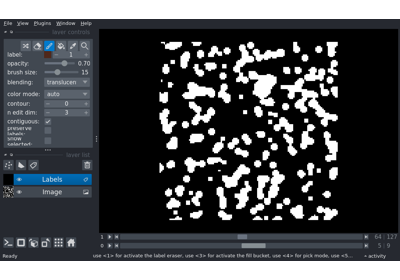 File View Plugins Window Help
layer controls
label: 1
opacity: 0.70
brush size: 15
blending: translucen
color mode: auto
contour: 0
n edit dim: 3
contiguous:
preserve labels:
show selected:
layer list
Labels
Image
1 64 127
0 5 9
Ready use <1> for activate the label eraser, use <3> for activate the fill bucket, use <4> for pick mode, use <5... activity